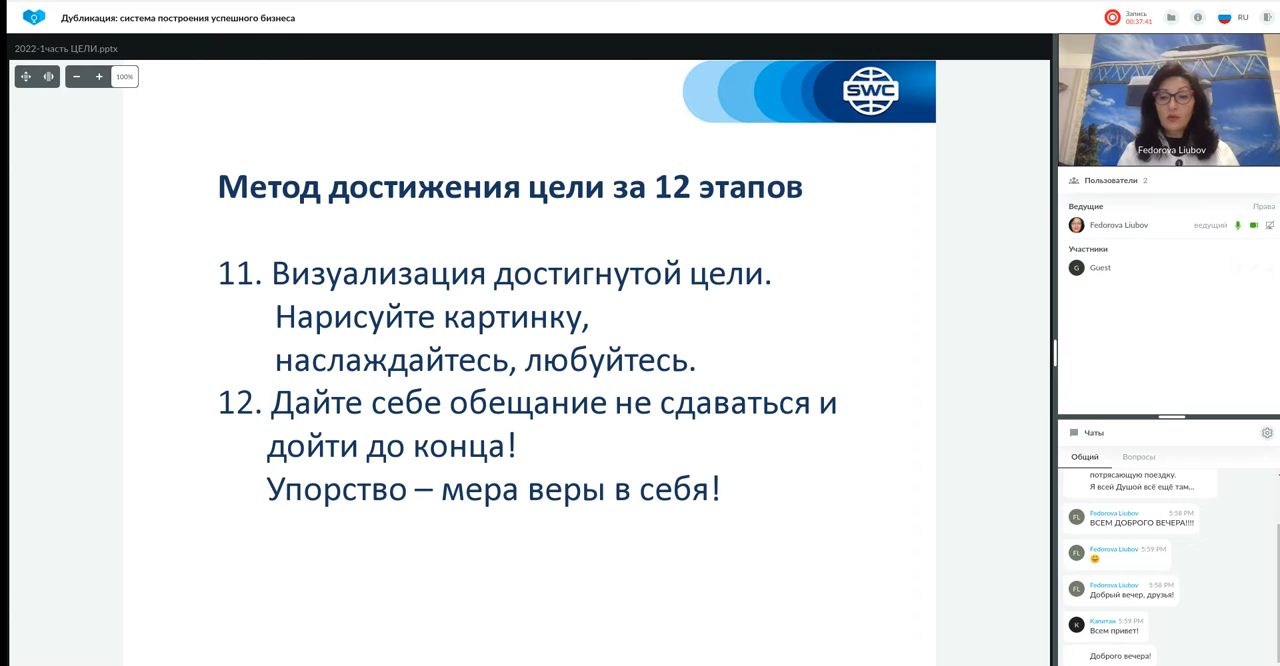 Дубликация: система построения успешного бизнеса
Запись
00:37:41
RU
2022-1часть ЦЕЛИ.pptx
100%
SWC
Метод достижения цели за 12 этапов
11. Визуализация достигнутой цели.
Нарисуйте картинку,
наслаждайтесь, любуйтесь.
12. Дайте себе обещание не сдаваться и
дойти до конца!
Упорство – мера веры в себя!
Fedorova Liubov
Пользователи 2
Ведущие Права
Fedorova Liubov ведущий
Участники
G Guest
Чаты
Общий Вопросы
потрясающую поездку.
Я всей Душой всё ещё там...
FL Fedorova Liubov 5:58 PM
ВСЕМ ДОБРОГО ВЕЧЕРА!!!!
FL Fedorova Liubov 5:59 PM
😊
FL Fedorova Liubov 5:58 PM
Добрый вечер, друзья!
К Капитан 5:59 PM
Всем привет!
Доброго вечера!